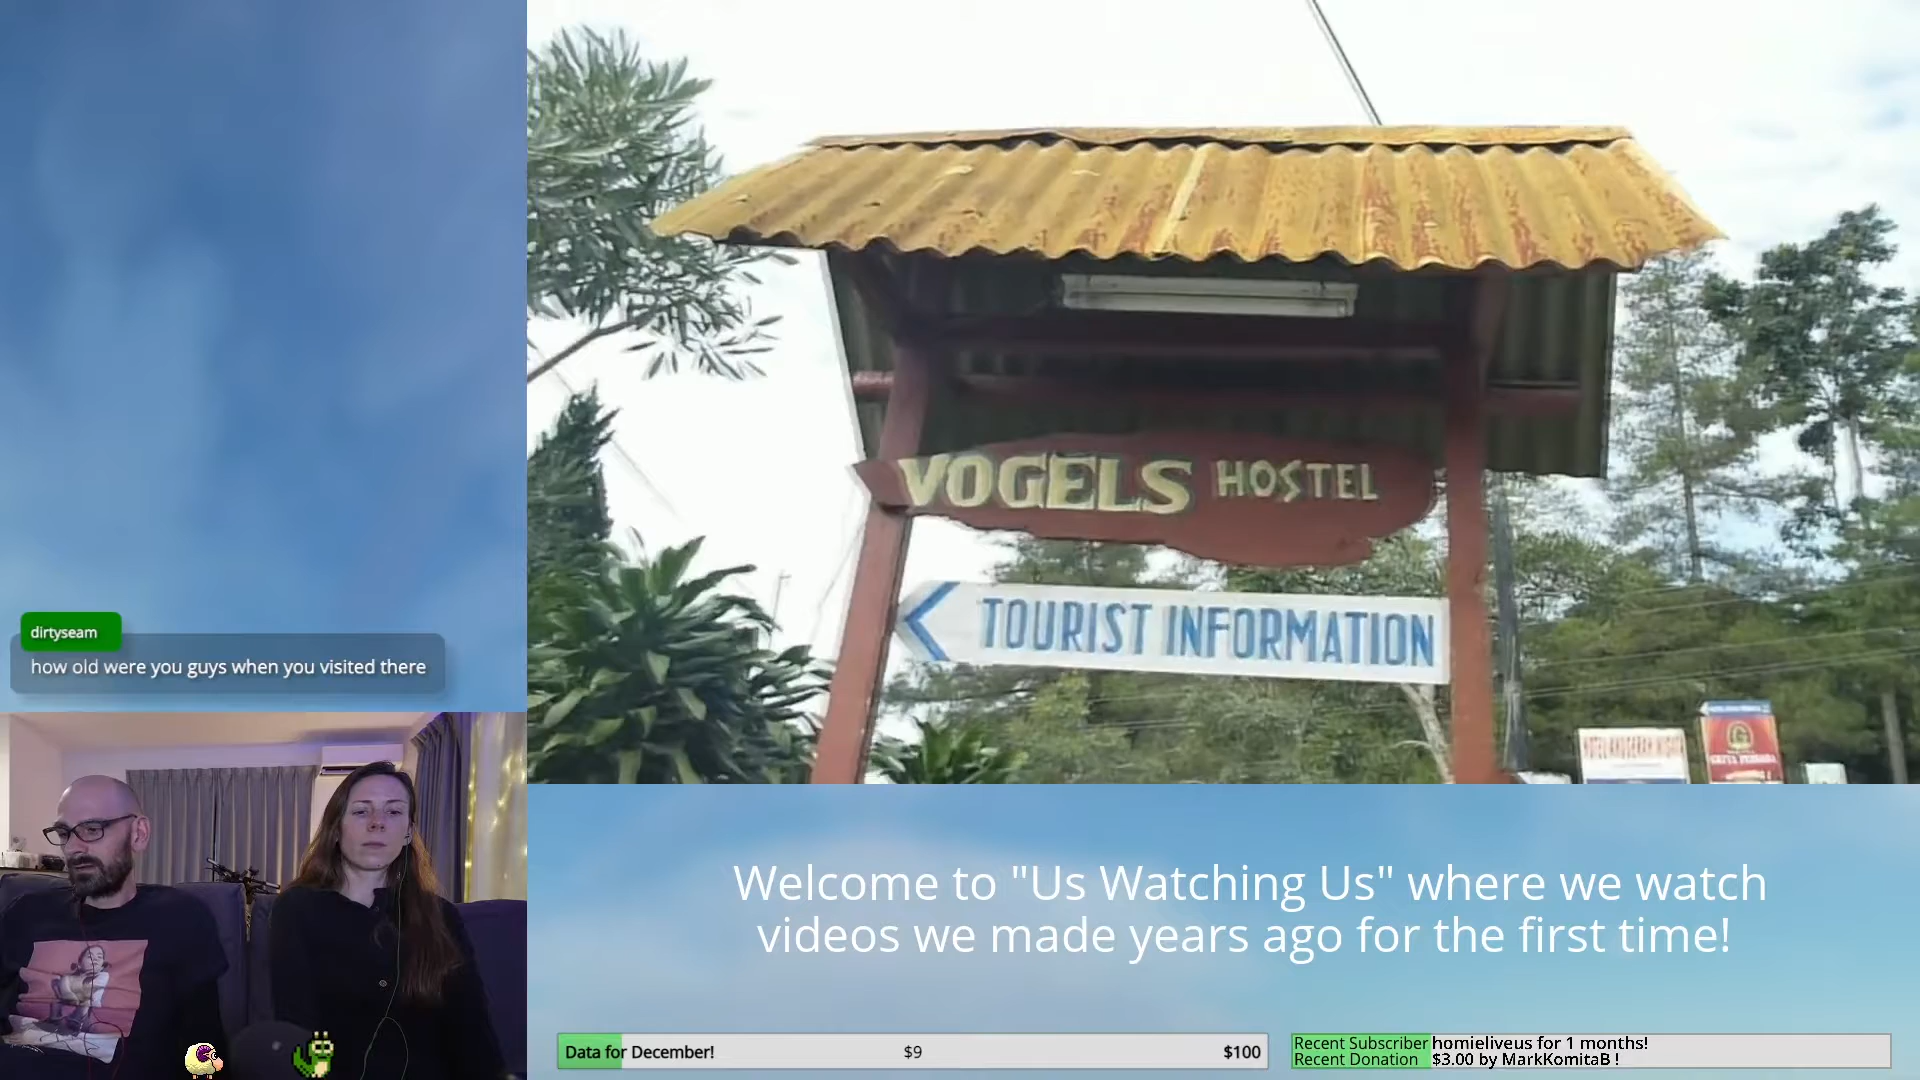 dirtyseam
how old were you guys when you visited there
VOGELS HOSTEL
TOURIST INFORMATION
Welcome to "Us Watching Us" where we watch
videos we made years ago for the first time!
Data for December!
$9
$100
Recent Subscriber homieliveus for 1 months!
Recent Donation $3.00 by MarkKomitaB !